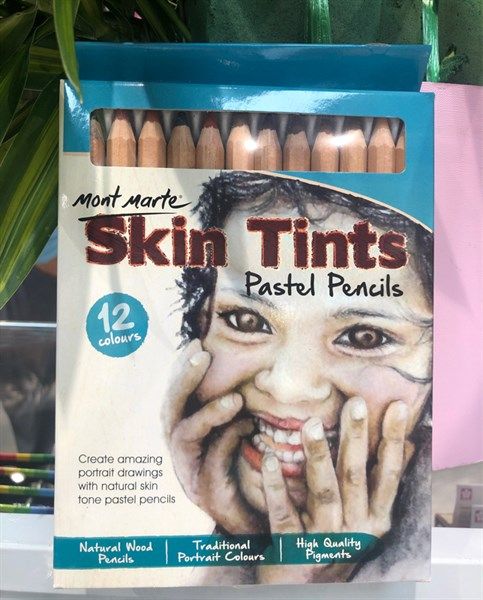 Mont Marte
Skin Tints
Pastel Pencils
12
colours
Create amazing
portrait drawings
with natural skin
tone pastel pencils
Natural Wood
Pencils
Traditional
Portrait Colours
High Quality
Pigments